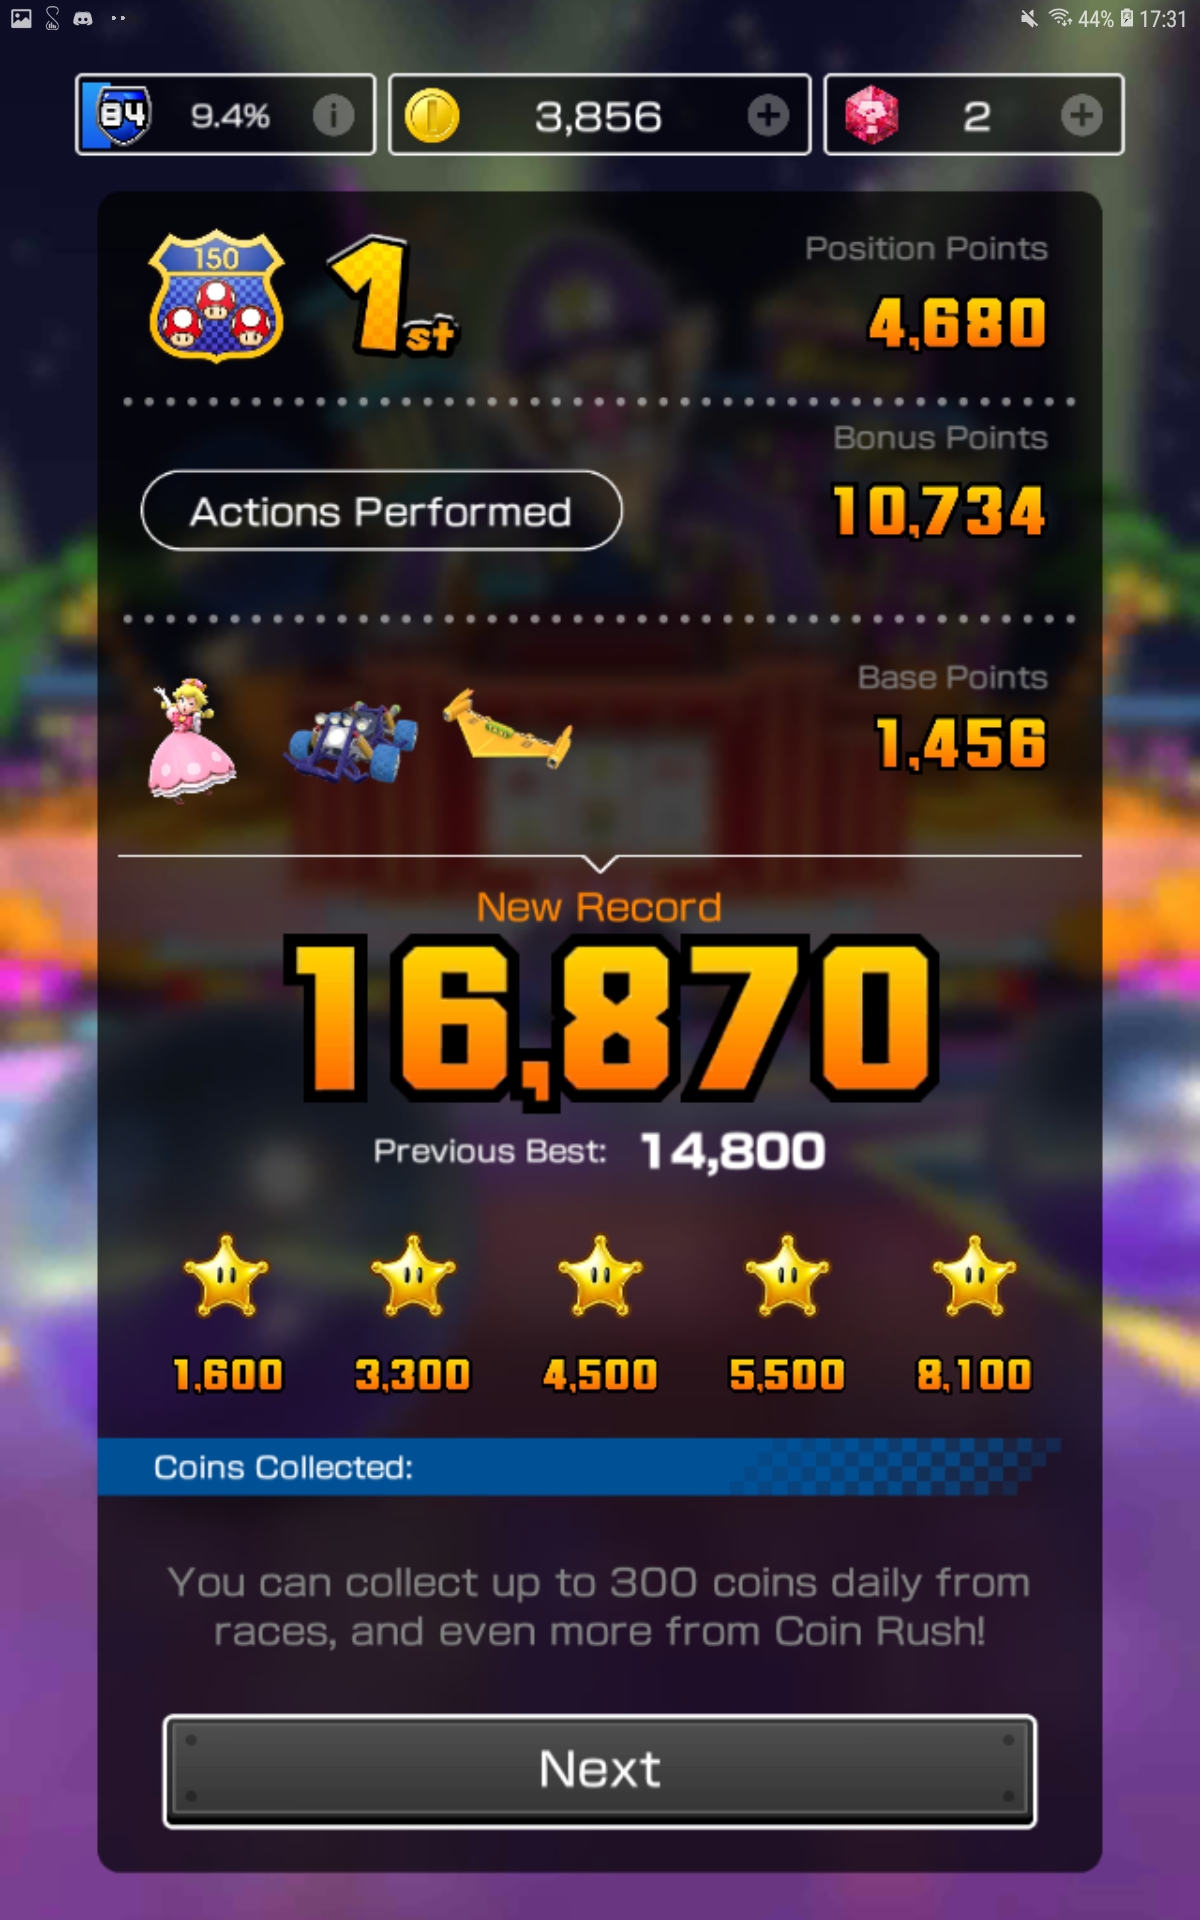 44% 17:31
84 9.4% i 3,856 + 2 +
150
1st
Position Points
4,680
Bonus Points
Actions Performed
10,734
Base Points
1,456
New Record
16,870
Previous Best: 14,800
1,600 3,300 4,500 5,500 8,100
Coins Collected:
You can collect up to 300 coins daily from
races, and even more from Coin Rush!
Next